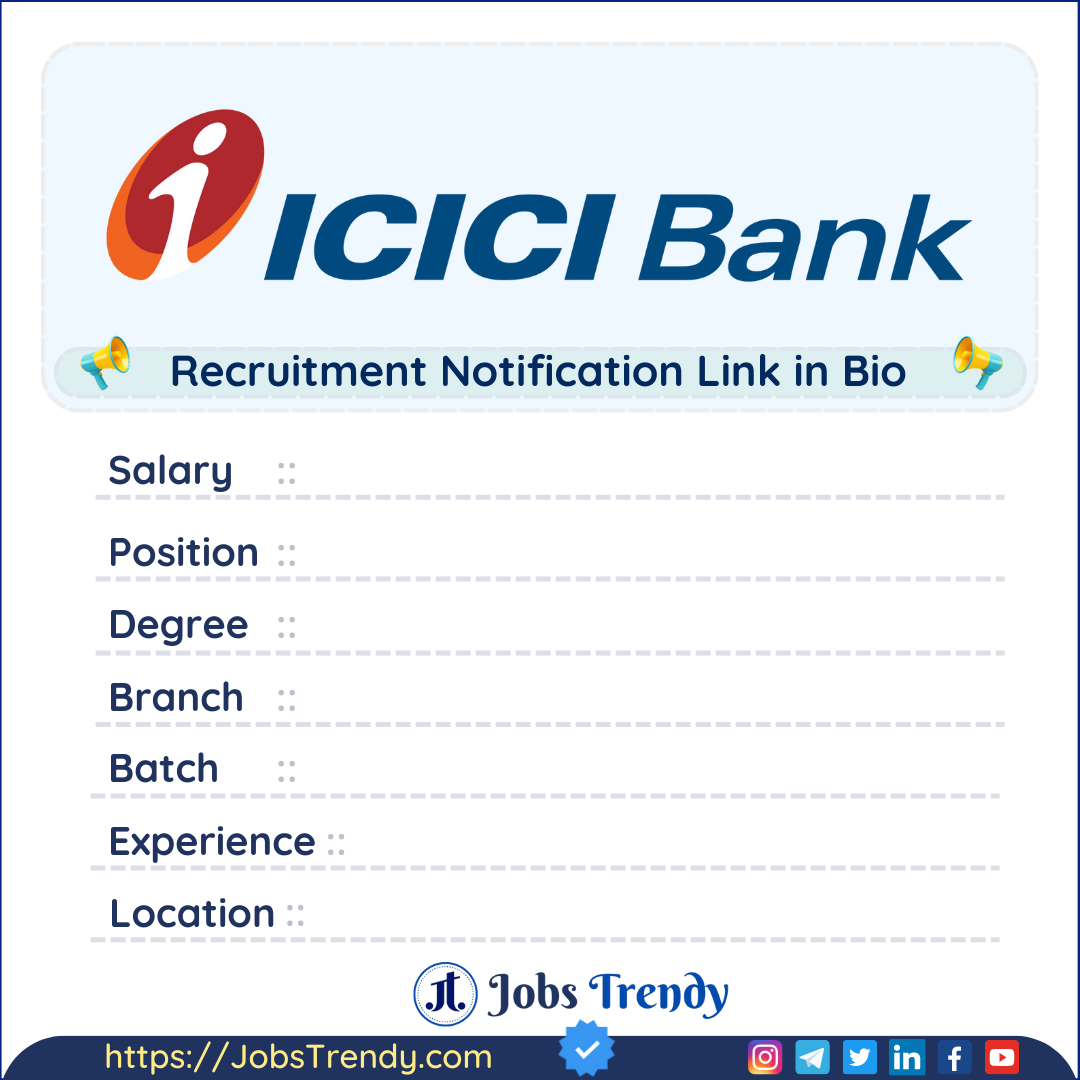 ICICI Bank
Recruitment Notification Link in Bio
Salary ::
Position ::
Degree ::
Branch ::
Batch ::
Experience ::
Location ::
Jobs Trendy
https://JobsTrendy.com